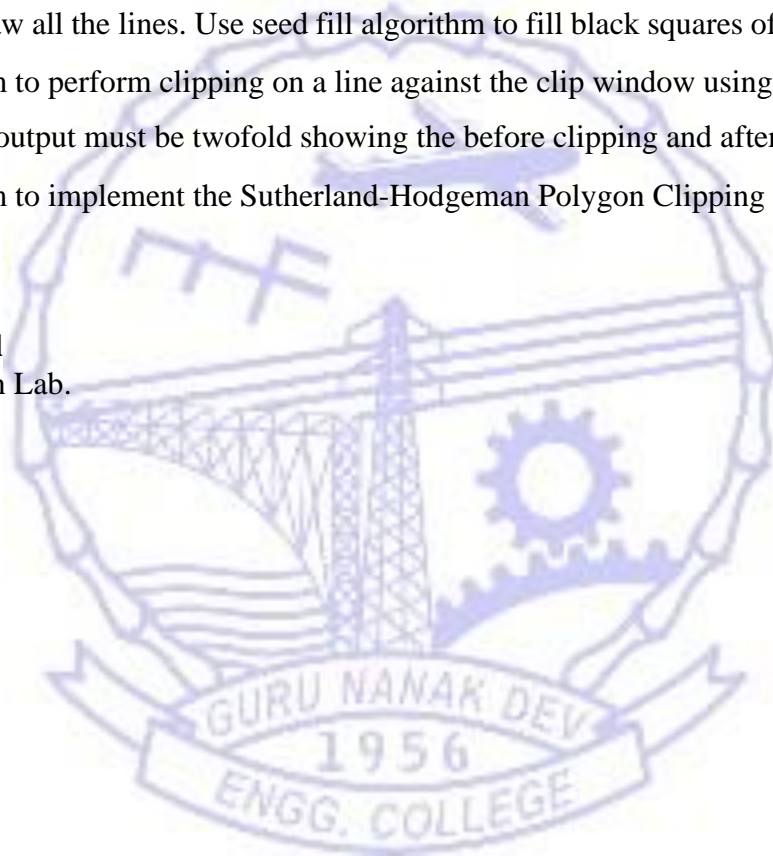 aw all the lines. Use seed fill algorithm to fill black squares of
n to perform clipping on a line against the clip window using
output must be twofold showing the before clipping and after
n to implement the Sutherland-Hodgeman Polygon Clipping
n Lab.
GURU NANAK DEV
1956
ENGG. COLLEGE